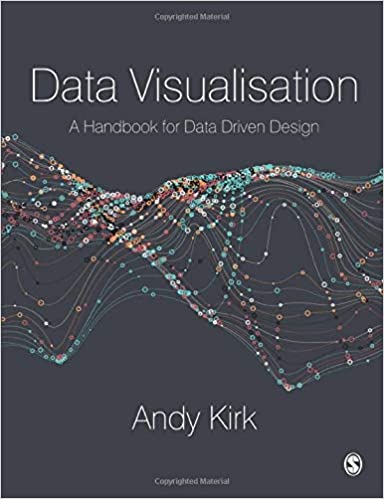 Copyrighted Material
Data Visualisation
A Handbook for Data Driven Design
Andy Kirk
S
Copyrighted Material